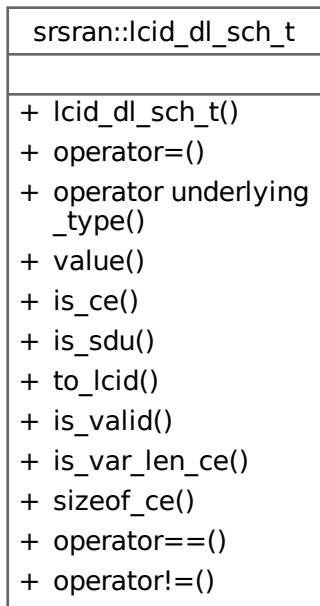 srsran::lcid_dl_sch_t
+ lcid_dl_sch_t()
+ operator=()
+ operator underlying
_type()
+ value()
+ is_ce()
+ is_sdu()
+ to_lcid()
+ is_valid()
+ is_var_len_ce()
+ sizeof_ce()
+ operator==()
+ operator!=()